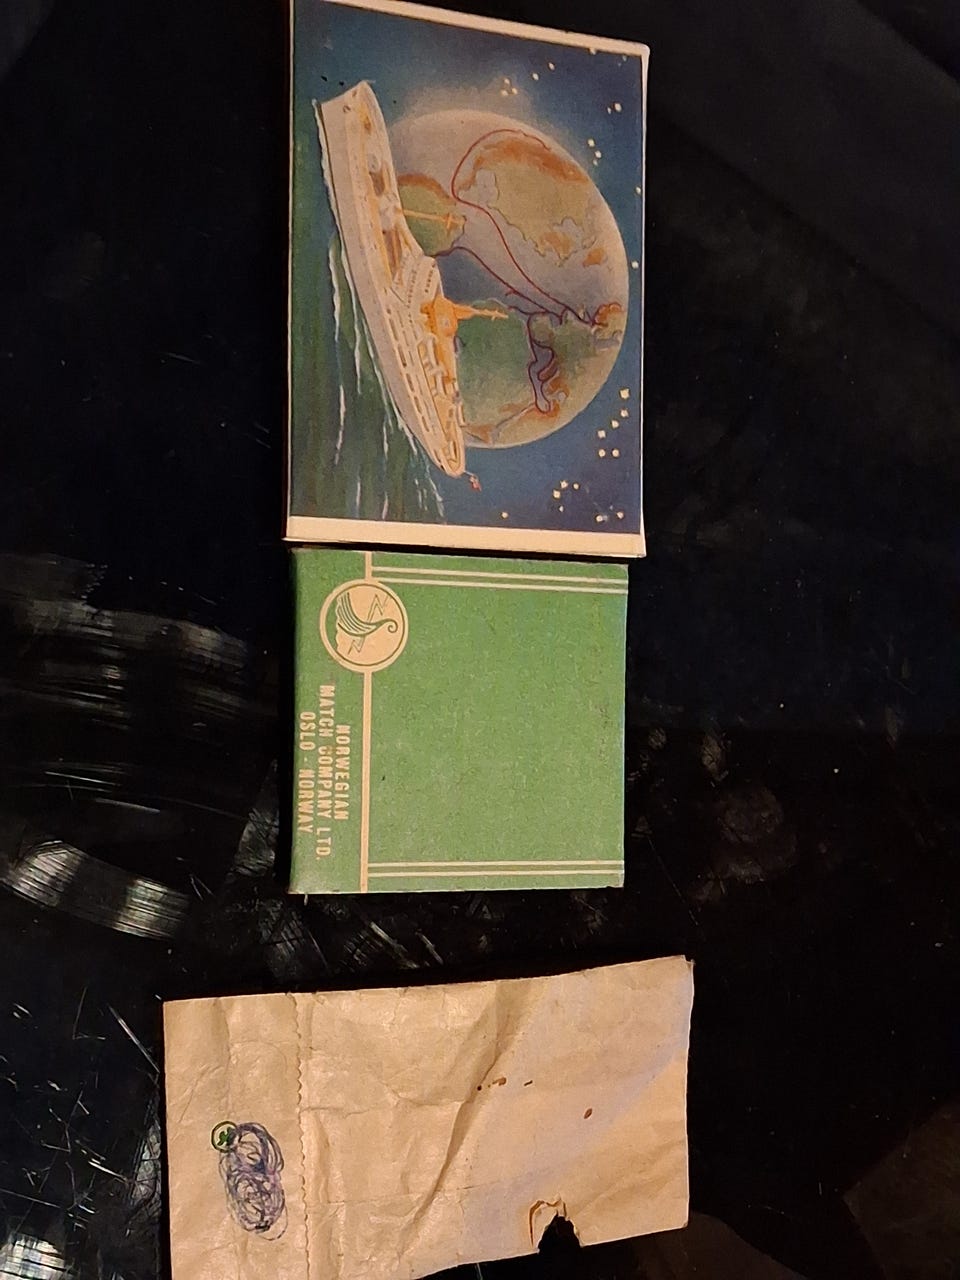 NORWEGIAN
MATCH COMPANY LTD.
OSLO - NORWAY